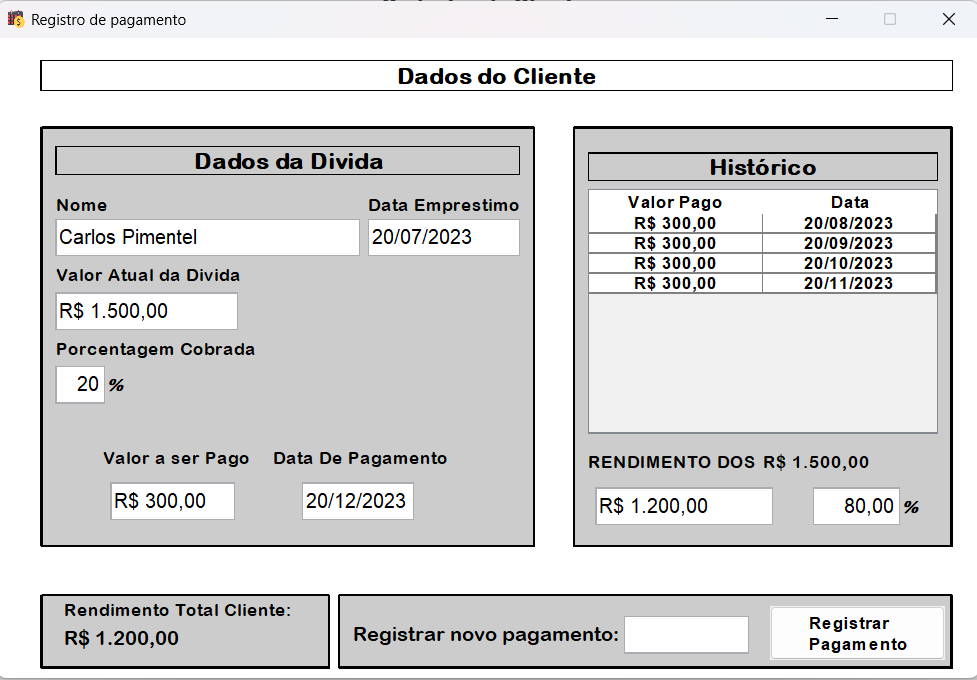 Registro de pagamento
Dados do Cliente
Dados da Divida
Nome
Data Emprestimo
Carlos Pimentel
20/07/2023
Valor Atual da Divida
R$ 1.500,00
Porcentagem Cobrada
20 %
Valor a ser Pago
Data De Pagamento
R$ 300,00
20/12/2023
Histórico
Valor Pago Data
R$ 300,00 20/08/2023
R$ 300,00 20/09/2023
R$ 300,00 20/10/2023
R$ 300,00 20/11/2023
RENDIMENTO DOS R$ 1.500,00
R$ 1.200,00
80,00 %
Rendimento Total Cliente:
R$ 1.200,00
Registrar novo pagamento:
Registrar
Pagamento